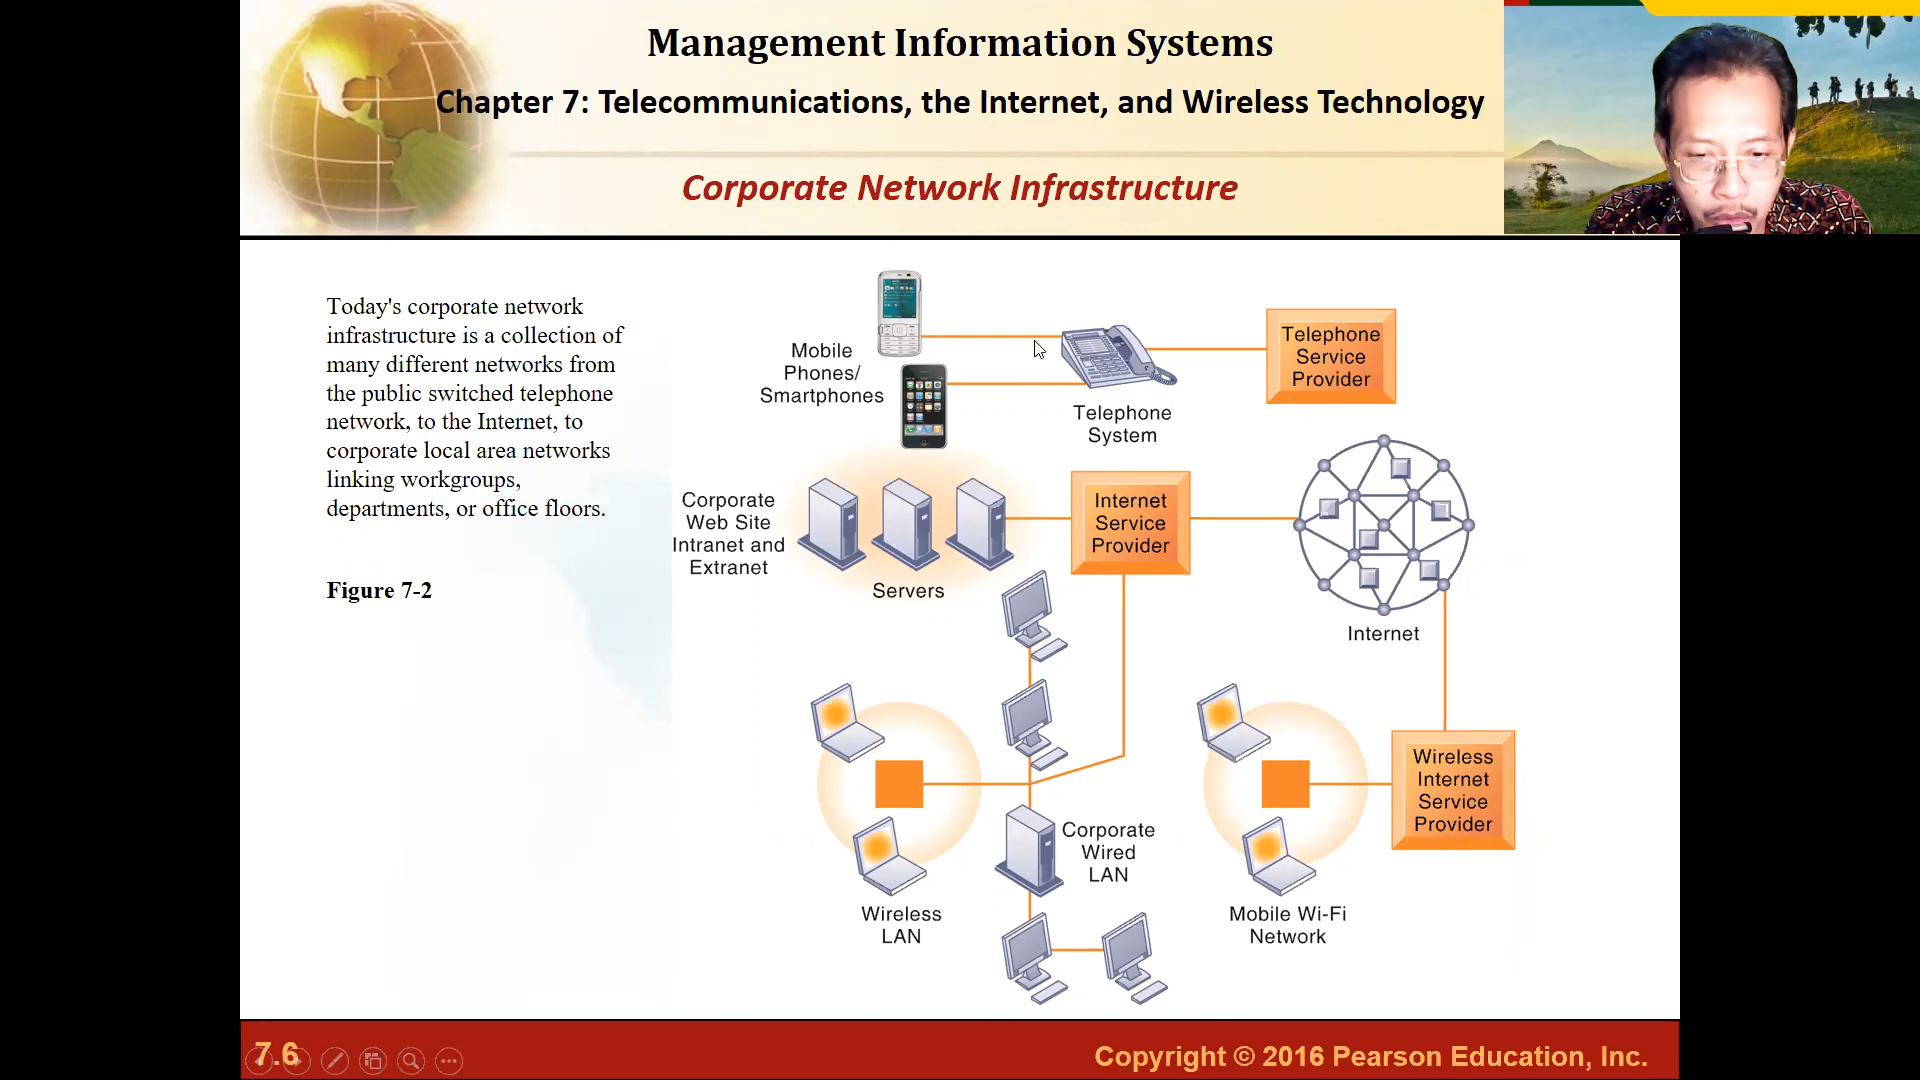 Management Information Systems
Chapter 7: Telecommunications, the Internet, and Wireless Technology
Corporate Network Infrastructure
Today's corporate network
infrastructure is a collection of
many different networks from
the public switched telephone
network, to the Internet, to
corporate local area networks
linking workgroups,
departments, or office floors.
Figure 7-2
Mobile
Phones/
Smartphones
Telephone
System
Telephone
Service
Provider
Corporate
Web Site
Intranet and
Extranet
Servers
Internet
Service
Provider
Internet
Wireless
LAN
Corporate
Wired
LAN
Mobile Wi-Fi
Network
Wireless
Internet
Service
Provider
7.6
Copyright © 2016 Pearson Education, Inc.